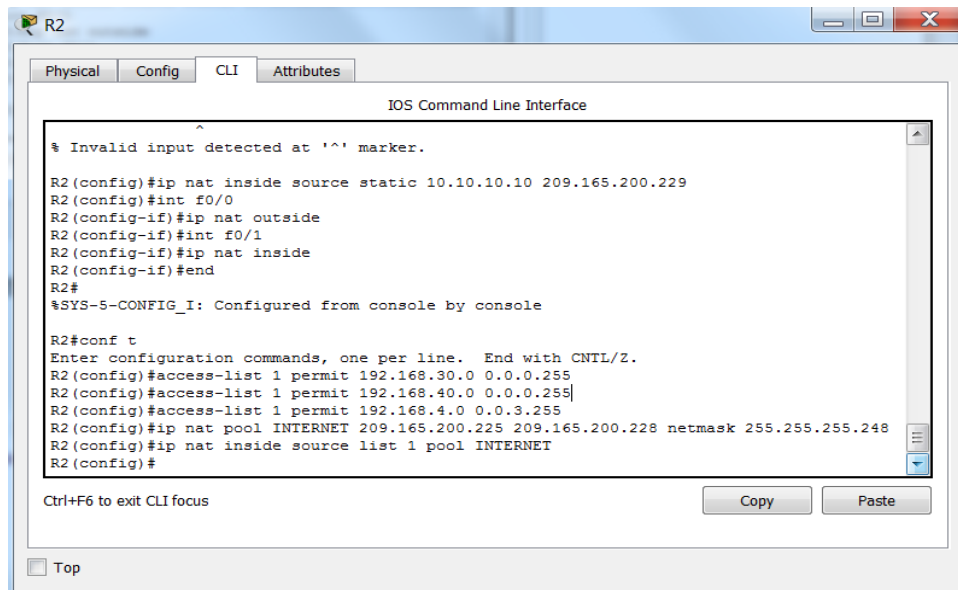 R2
Physical Config CLI Attributes
IOS Command Line Interface
^
% Invalid input detected at '^' marker.
R2(config)#ip nat inside source static 10.10.10.10 209.165.200.229
R2(config)#int f0/0
R2(config-if)#ip nat outside
R2(config-if)#int f0/1
R2(config-if)#ip nat inside
R2(config-if)#end
R2#
%SYS-5-CONFIG_I: Configured from console by console
R2#conf t
Enter configuration commands, one per line.  End with CNTL/Z.
R2(config)#access-list 1 permit 192.168.30.0 0.0.0.255
R2(config)#access-list 1 permit 192.168.40.0 0.0.0.255
R2(config)#access-list 1 permit 192.168.4.0 0.0.3.255
R2(config)#ip nat pool INTERNET 209.165.200.225 209.165.200.228 netmask 255.255.255.248
R2(config)#ip nat inside source list 1 pool INTERNET
R2(config)#
Ctrl+F6 to exit CLI focus
Copy Paste
Top